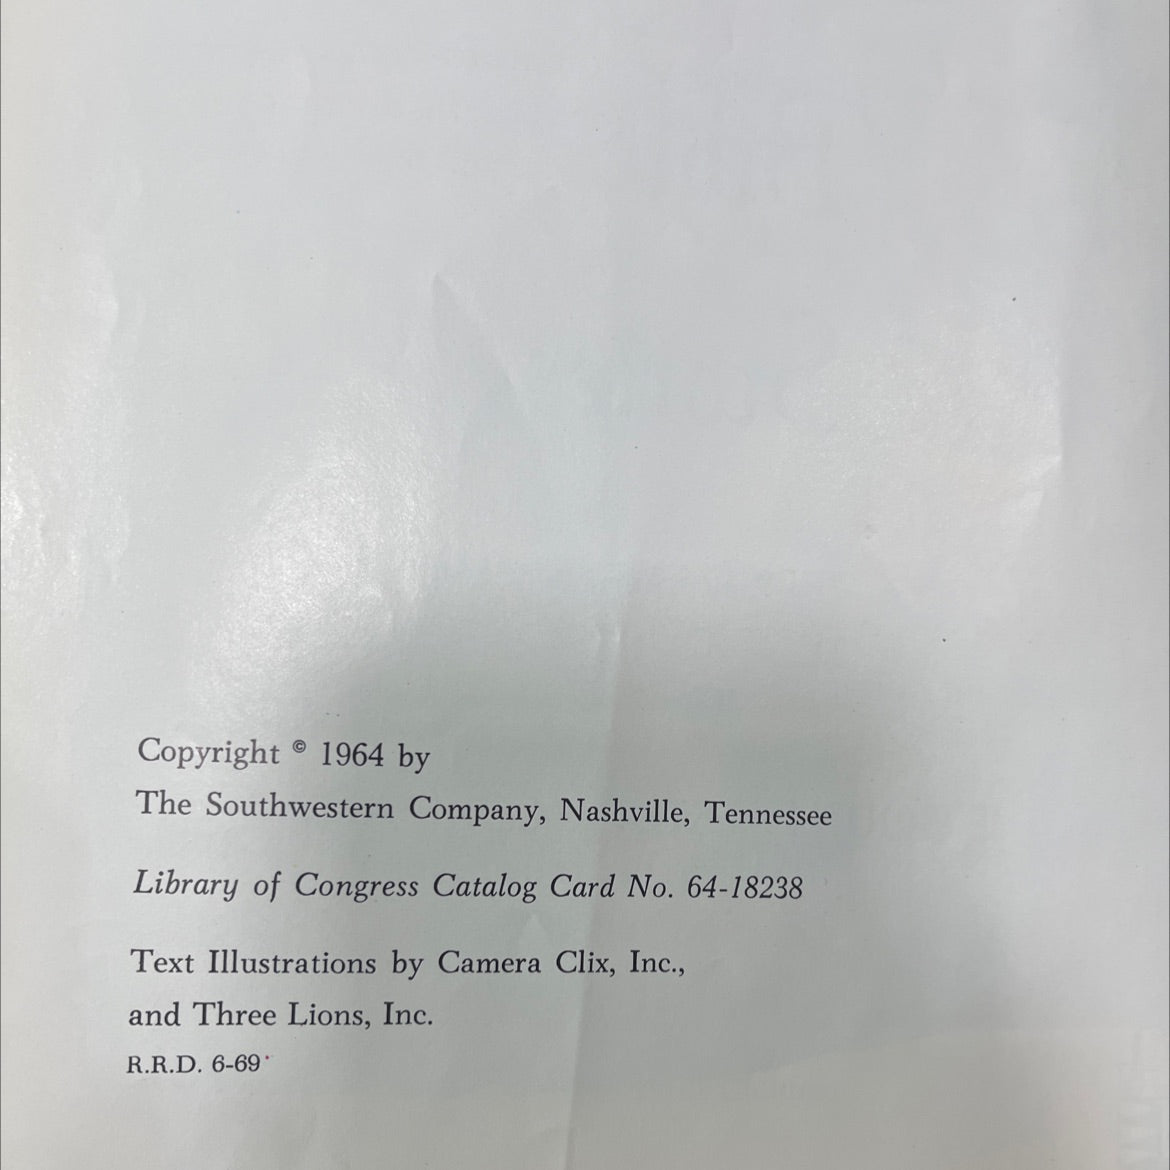 Copyright © 1964 by
The Southwestern Company, Nashville, Tennessee
Library of Congress Catalog Card No. 64-18238
Text Illustrations by Camera Clix, Inc.,
and Three Lions, Inc.
R.R.D. 6-69